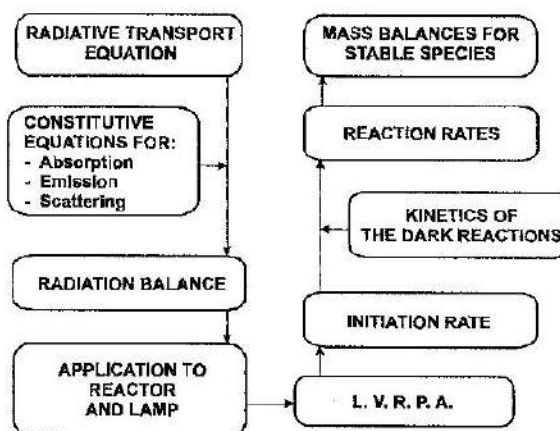 RADIATIVE TRANSPORT
EQUATION
CONSTITUTIVE
EQUATIONS FOR:
- Absorption
- Emission
- Scattering
RADIATION BALANCE
APPLICATION TO
REACTOR
AND LAMP
MASS BALANCES FOR
STABLE SPECIES
REACTION RATES
KINETICS OF
THE DARK REACTIONS
INITIATION RATE
L. V. R. P. A.